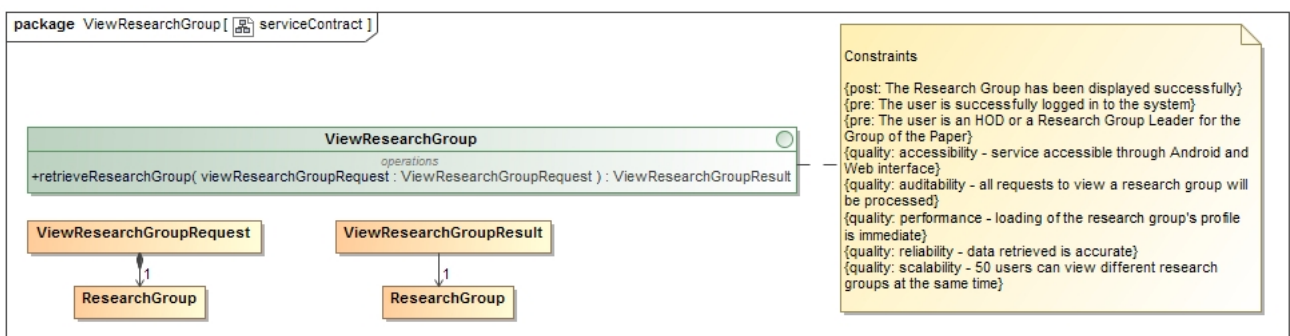 package ViewResearchGroup [ serviceContract ]
Constraints
{post: The Research Group has been displayed successfully}
{pre: The user is successfully logged in to the system}
{pre: The user is an HOD or a Research Group Leader for the
Group of the Paper}
{quality: accessibility - service accessible through Android and
Web interface}
{quality: auditability - all requests to view a research group will
be processed}
{quality: performance - loading of the research group's profile
is immediate}
{quality: reliability - data retrieved is accurate}
{quality: scalability - 50 users can view different research
groups at the same time}
ViewResearchGroup
operations
+retrieveResearchGroup( viewResearchGroupRequest : ViewResearchGroupRequest ) : ViewResearchGroupResult
ViewResearchGroupRequest
1
ResearchGroup
ViewResearchGroupResult
1
ResearchGroup